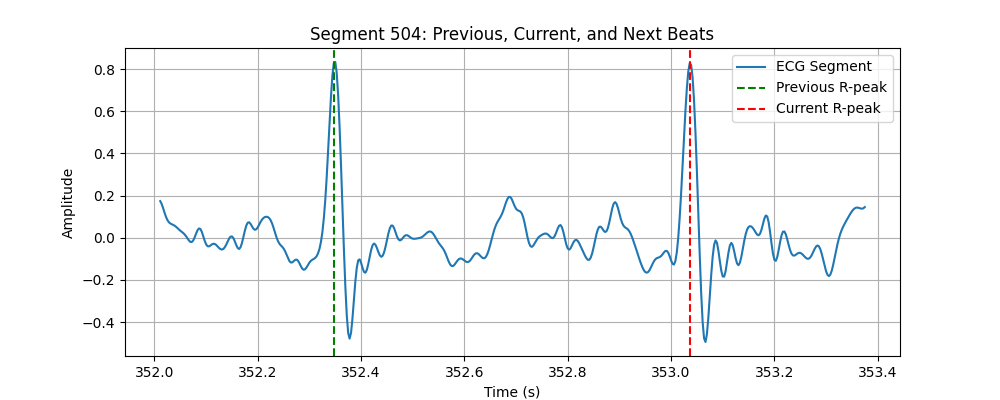 Segment 504: Previous, Current, and Next Beats
ECG Segment
Previous R-peak
Current R-peak
0.8
0.6
0.4
0.2
0.0
−0.2
−0.4
Amplitude
352.0 352.2 352.4 352.6 352.8 353.0 353.2 353.4
Time (s)